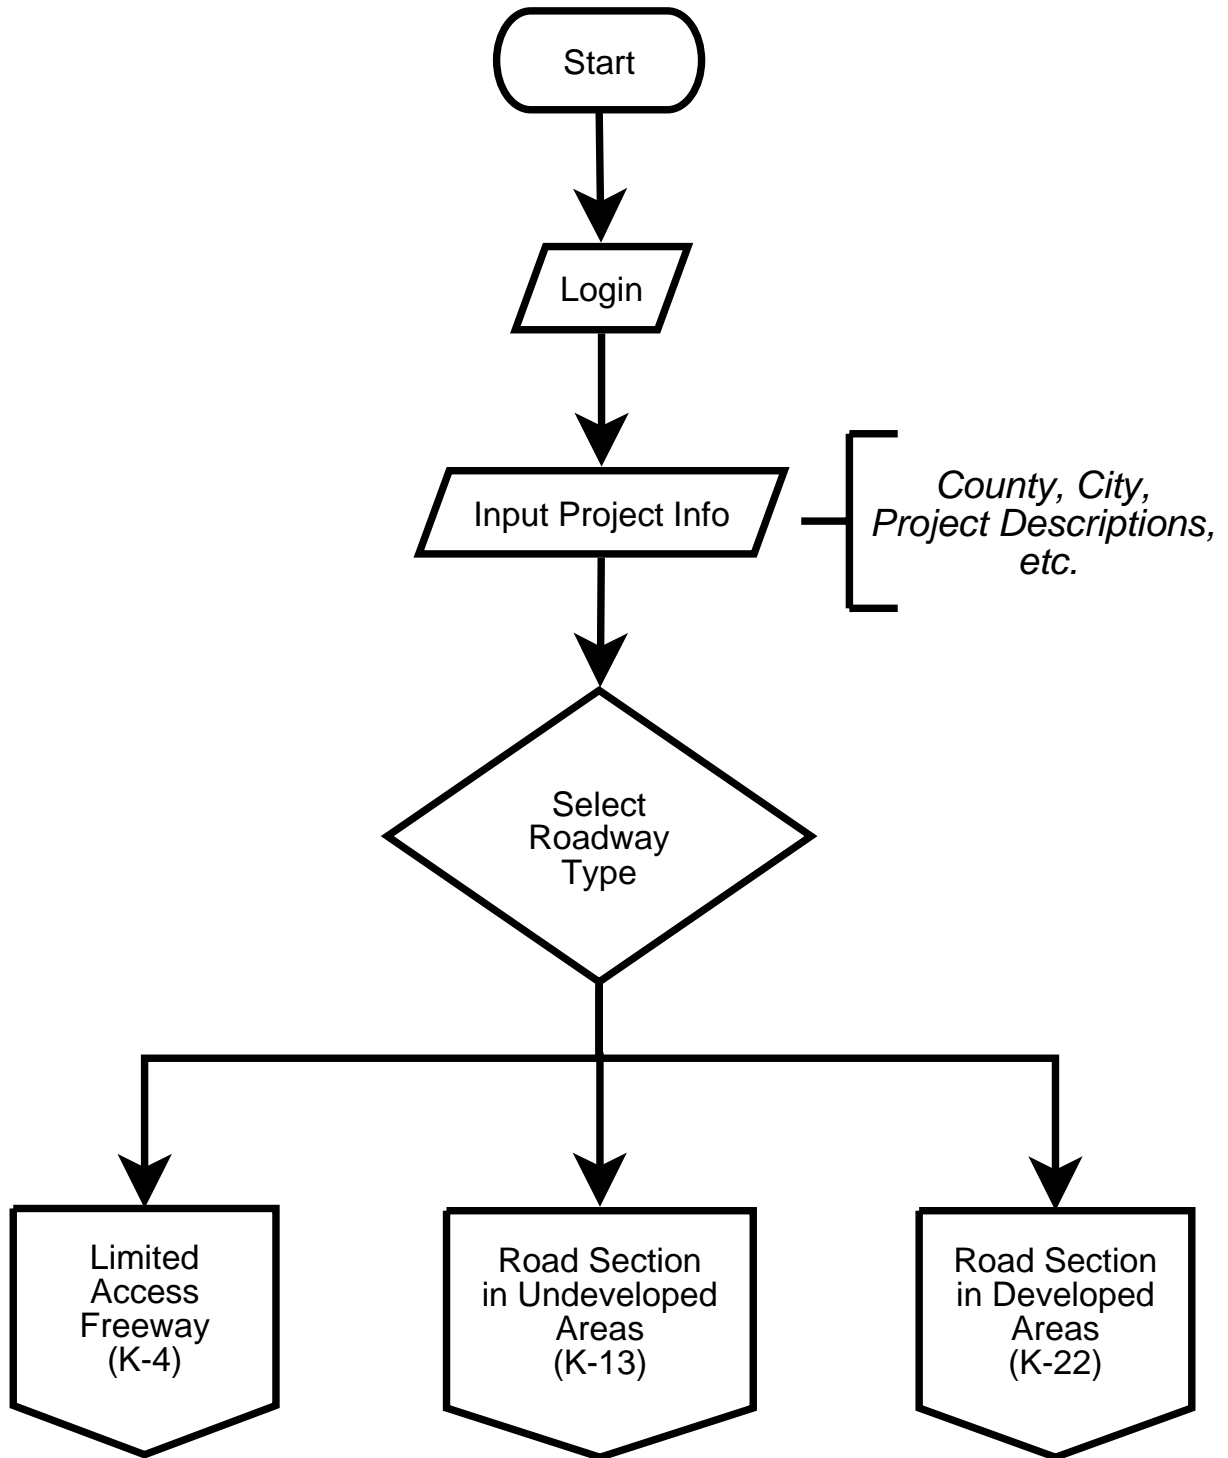 Start
Login
Input Project Info
County, City,
Project Descriptions,
etc.
Select
Roadway
Type
Limited
Access
Freeway
(K-4)
Road Section
in Undeveloped
Areas
(K-13)
Road Section
in Developed
Areas
(K-22)